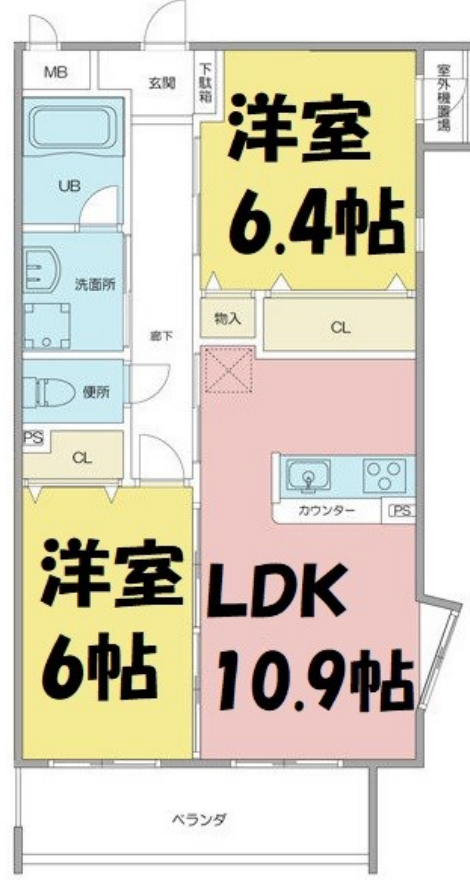 MB
玄関
下駄箱
室外機置場
洋室
6.4帖
UB
洗面所
廊下
物入
CL
便所
PS
CL
カウンター
PS
洋室
6帖
LDK
10.9帖
ベランダ